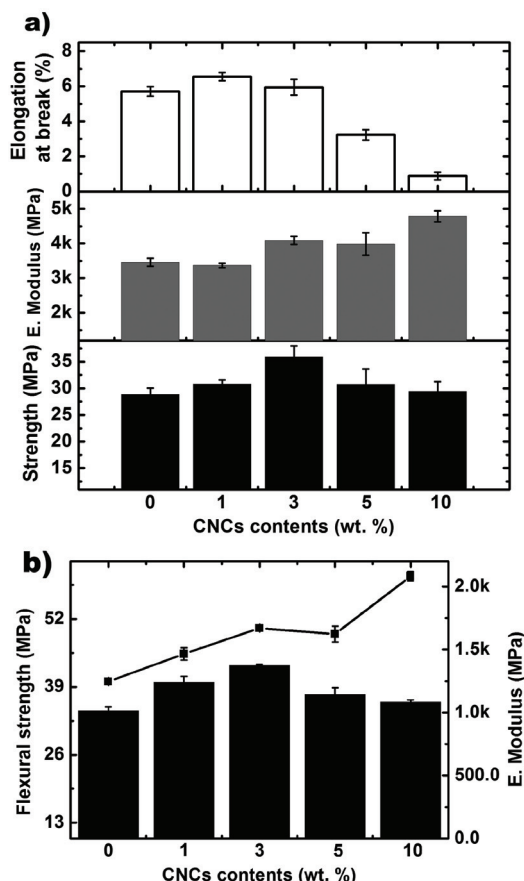 a)
Elongation
at break (%)
8
6
4
2
0
E. Modulus (MPa)
5k
4k
3k
2k
Strength (MPa)
35
30
25
20
15
0 1 3 5 10
CNCs contents (wt. %)
b)
Flexural strength (MPa)
52
39
26
13
2.0k
1.5k
1.0k
500.0
0.0
E. Modulus (MPa)
0 1 3 5 10
CNCs contents (wt. %)